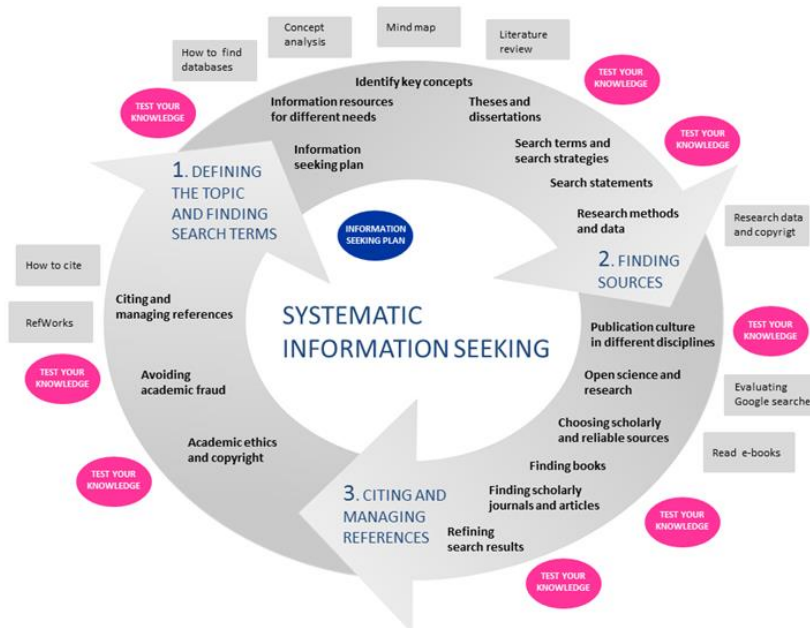 Concept
analysis
Mind map
Literature
review
How to find
databases
TEST YOUR
KNOWLEDGE
TEST YOUR
KNOWLEDGE
TEST YOUR
KNOWLEDGE
Identify key concepts
Information resources
for different needs
Theses and
dissertations
Information
seeking plan
Search terms and
search strategies
Search statements
Research methods
and data
1. DEFINING
THE TOPIC
AND FINDING
SEARCH TERMS
INFORMATION
SEEKING PLAN
Research data
and copyrigt
2. FINDING
SOURCES
How to cite
RefWorks
Citing and
managing references
SYSTEMATIC
INFORMATION SEEKING
Publication culture
in different disciplines
TEST YOUR
KNOWLEDGE
TEST YOUR
KNOWLEDGE
Avoiding
academic fraud
Open science and
research
Evaluating
Google searche
Choosing scholarly
and reliable sources
Read e-books
Academic ethics
and copyright
TEST YOUR
KNOWLEDGE
Finding books
3. CITING AND
MANAGING
REFERENCES
Finding scholarly
journals and articles
Refining
search results
TEST YOUR
KNOWLEDGE
TEST YOUR
KNOWLEDGE